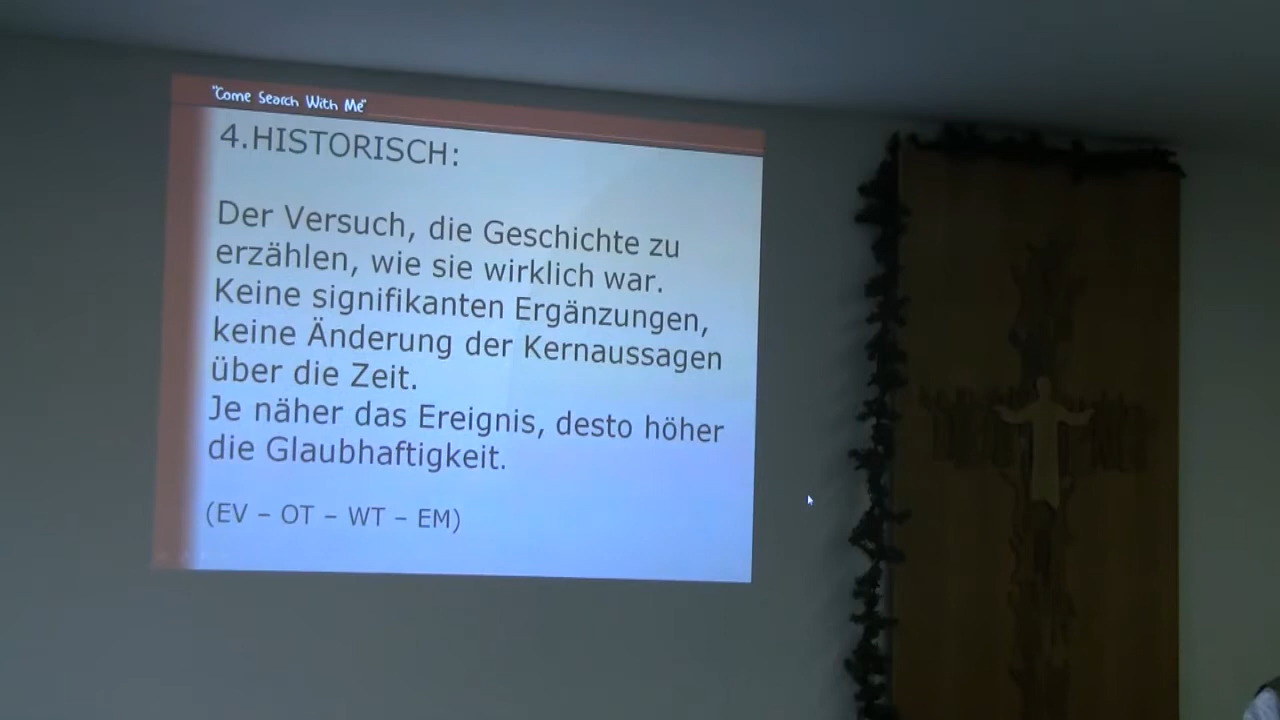 "Come Search With Me"
4.HISTORISCH:
Der Versuch, die Geschichte zu
erzählen, wie sie wirklich war.
Keine signifikanten Ergänzungen,
keine Änderung der Kernaussagen
über die Zeit.
Je näher das Ereignis, desto höher
die Glaubhaftigkeit.
(EV – OT – WT – EM)